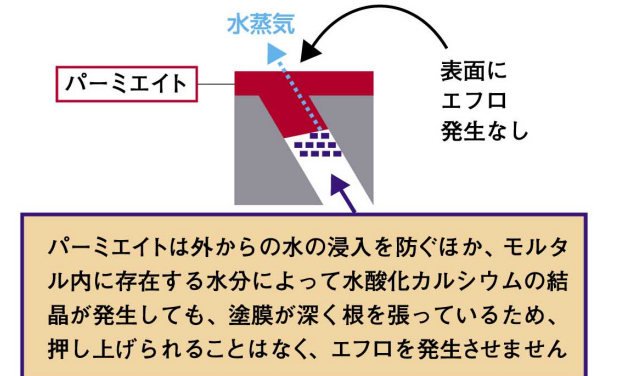 水蒸気
パーミエイト
表面に
エフロ
発生なし
パーミエイトは外からの水の浸入を防ぐほか、モルタ
ル内に存在する水分によって水酸化カルシウムの結
晶が発生しても、塗膜が深く根を張っているため、
押し上げられることはなく、エフロを発生させません